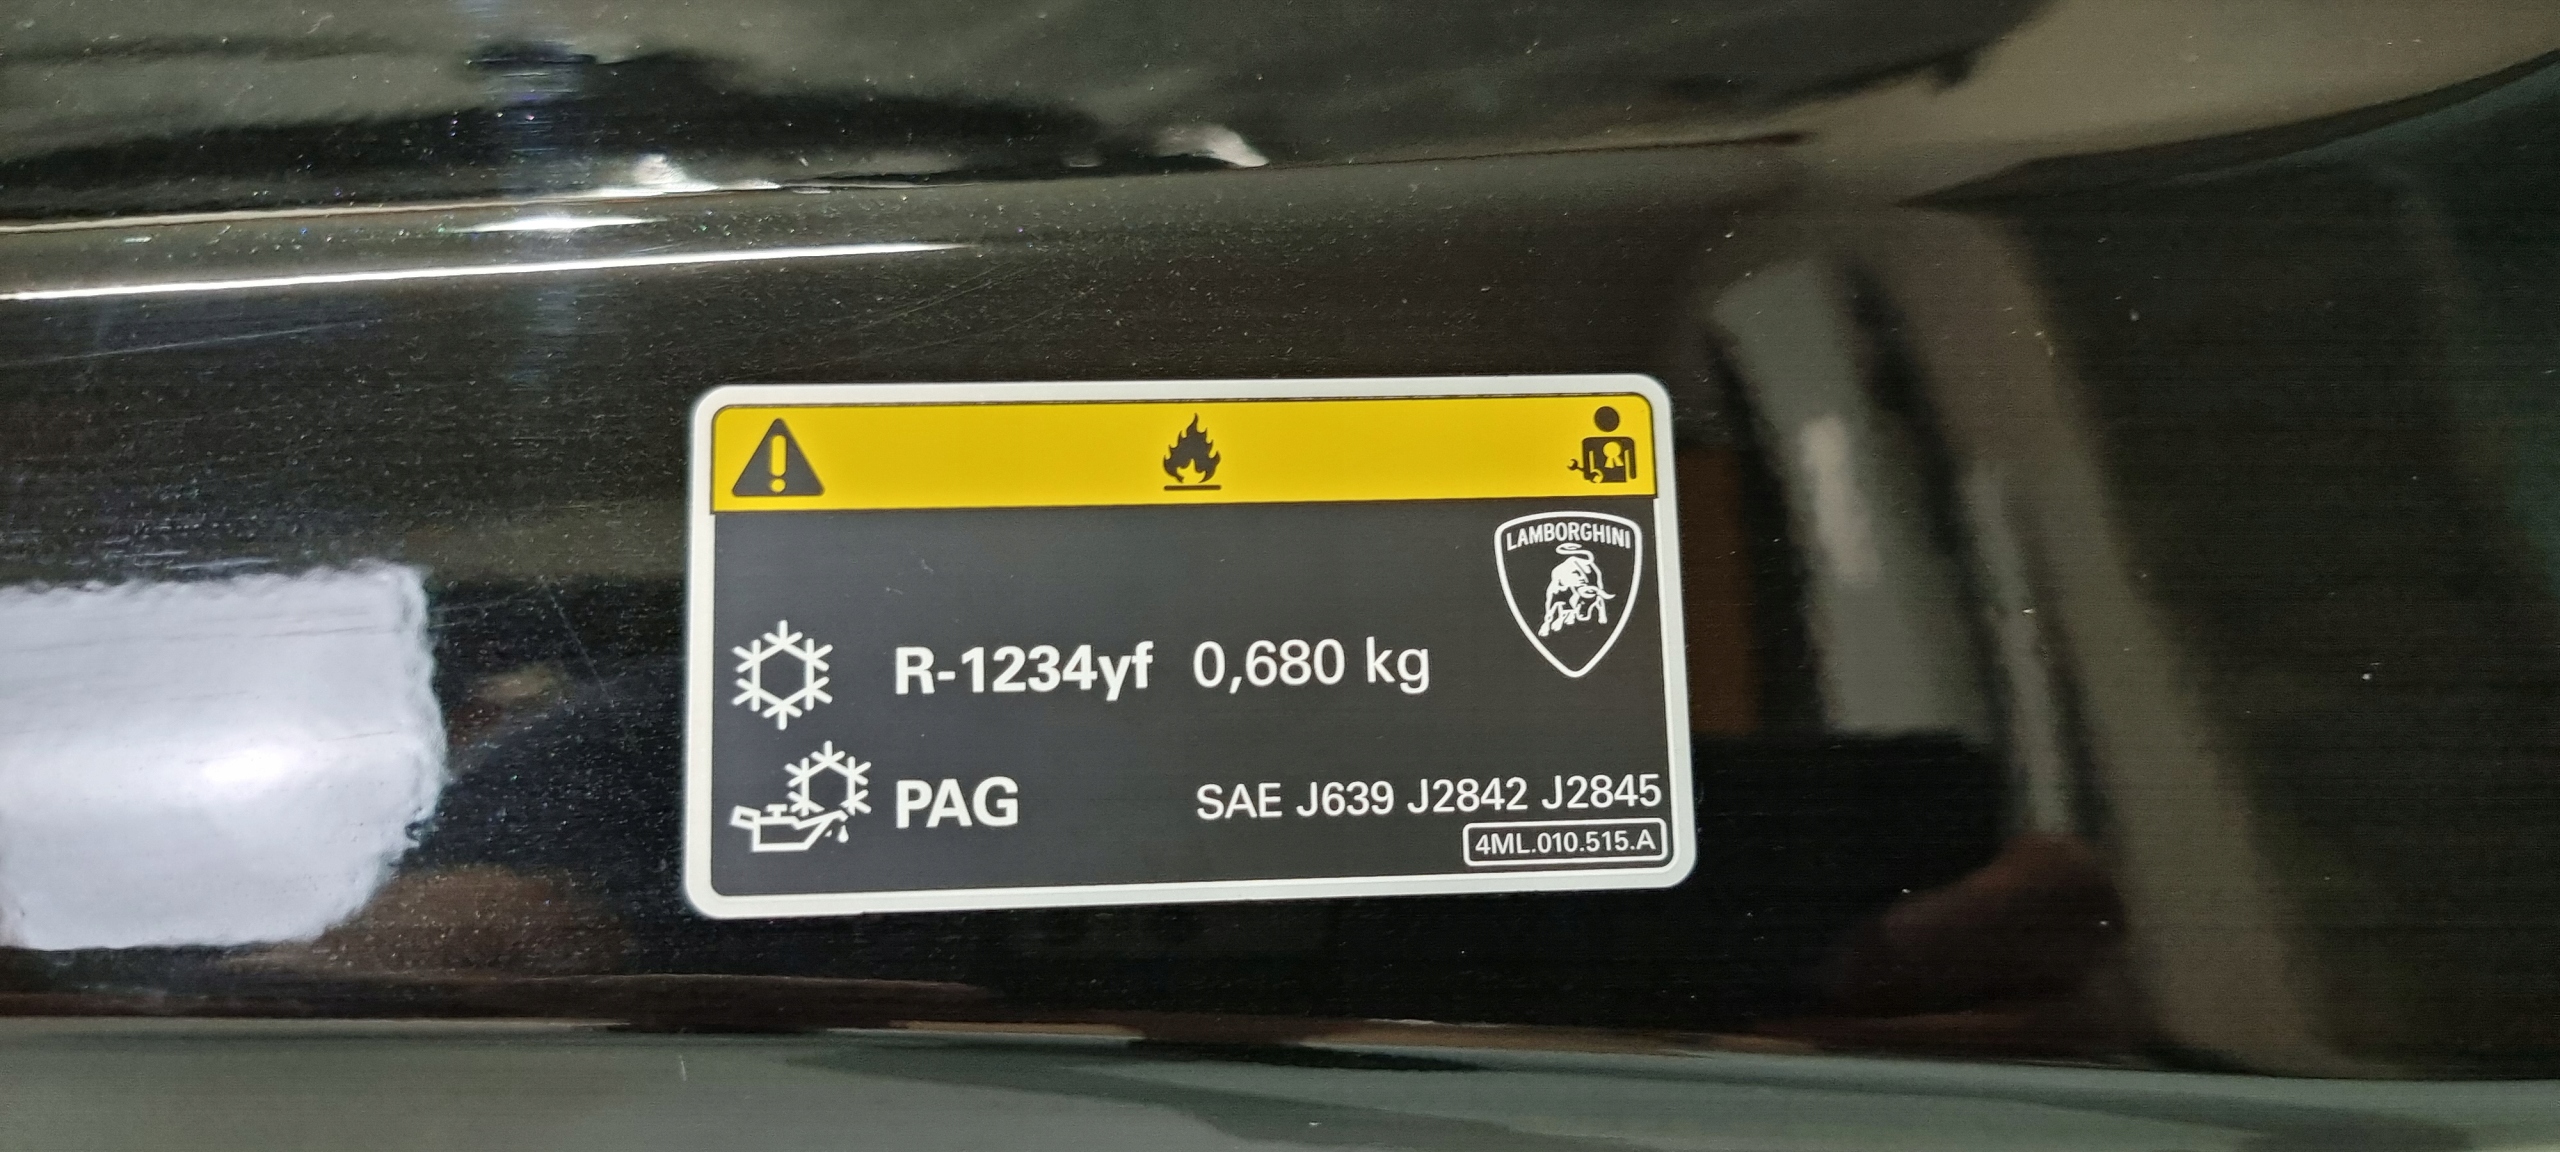 LAMBORGHINI
R-1234yf 0,680 kg
PAG SAE J639 J2842 J2845
4ML.010.515.A